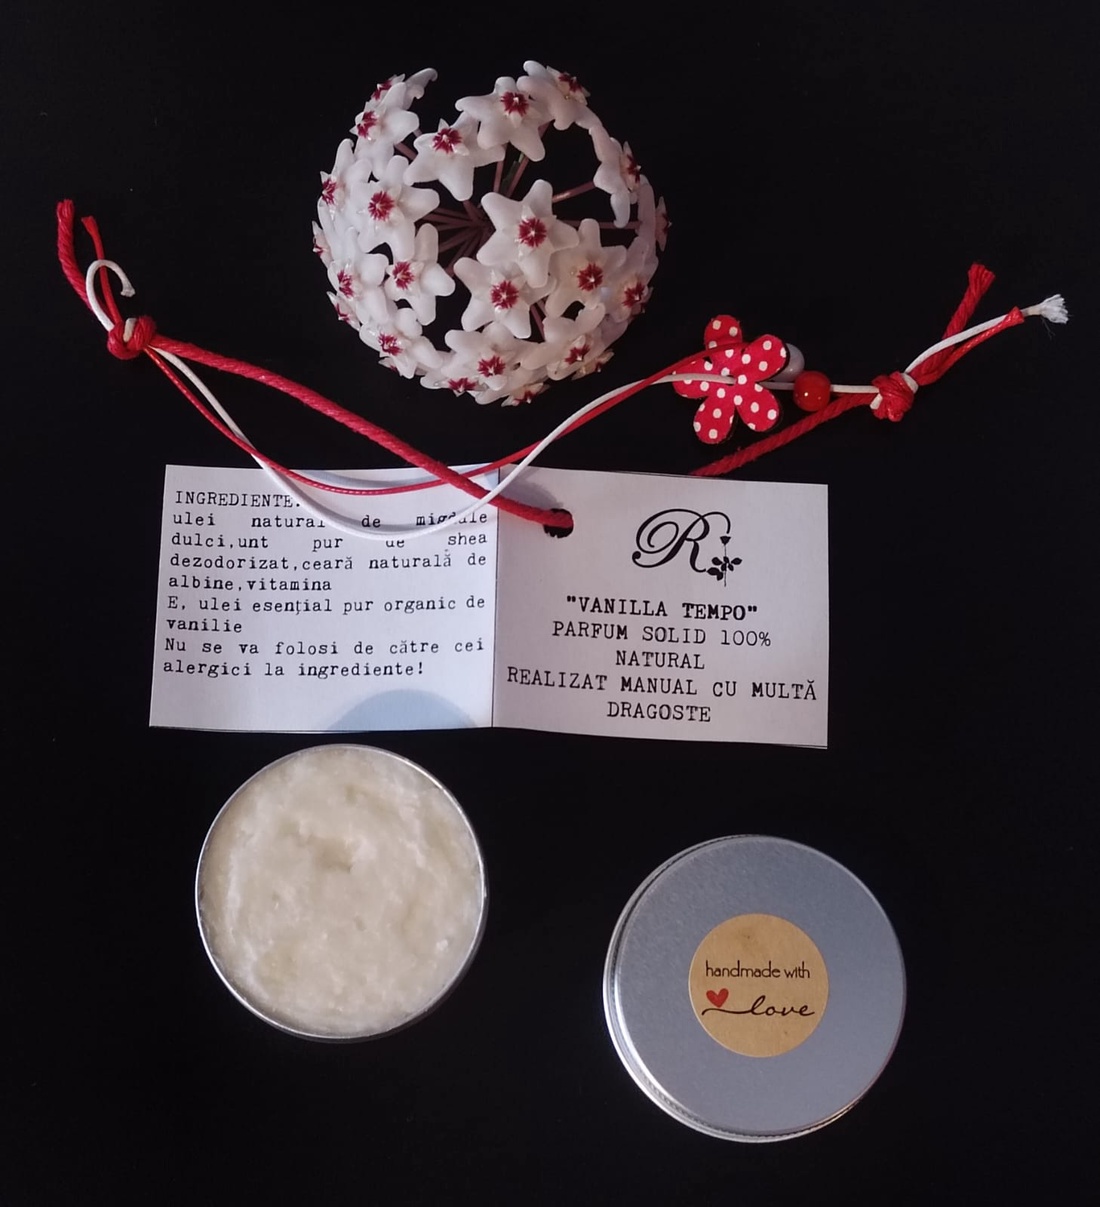 INGREDIENTE:
ulei natural de migdale
dulci,unt pur de shea
dezodorizat,ceară naturală de
albine,vitamina
E, ulei esențial pur organic de
vanilie
Nu se va folosi de către cei
alergici la ingrediente!
R
"VANILLA TEMPO"
PARFUM SOLID 100%
NATURAL
REALIZAT MANUAL CU MULTĂ
DRAGOSTE
handmade with
love